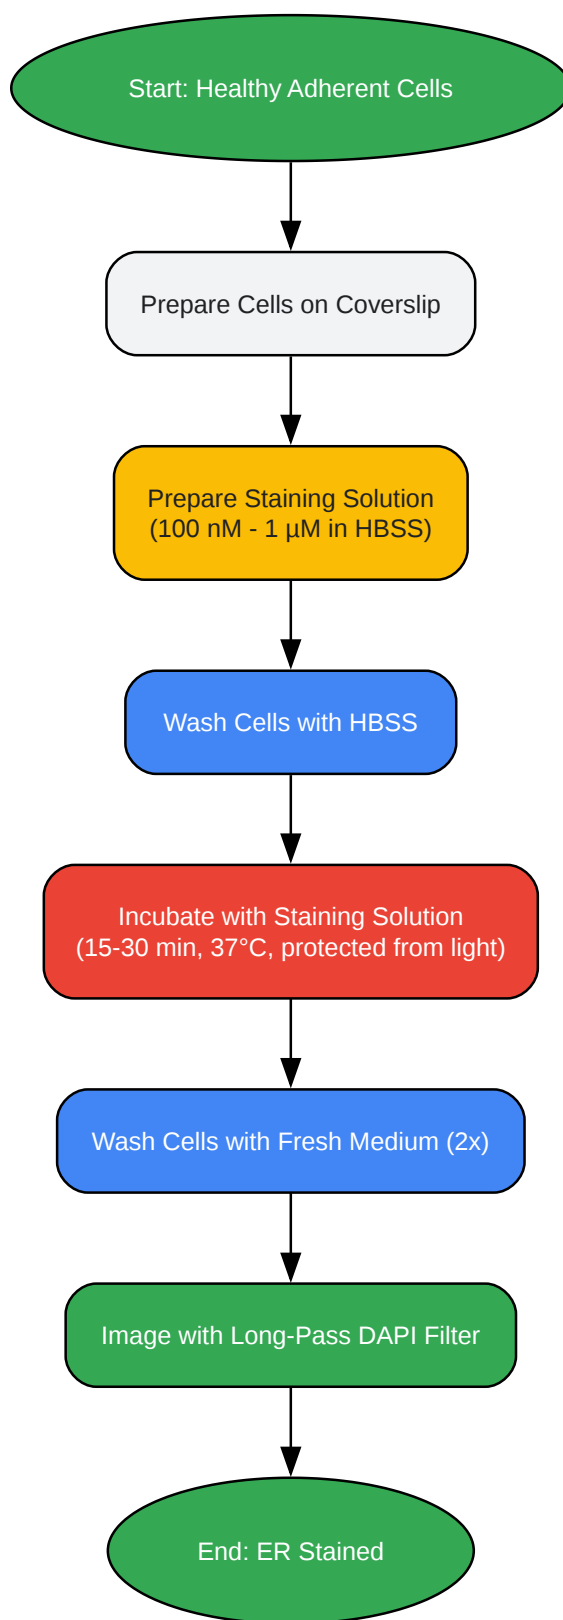 Start: Healthy Adherent Cells
Prepare Cells on Coverslip
Prepare Staining Solution
(100 nM - 1 µM in HBSS)
Wash Cells with HBSS
Incubate with Staining Solution
(15-30 min, 37°C, protected from light)
Wash Cells with Fresh Medium (2x)
Image with Long-Pass DAPI Filter
End: ER Stained